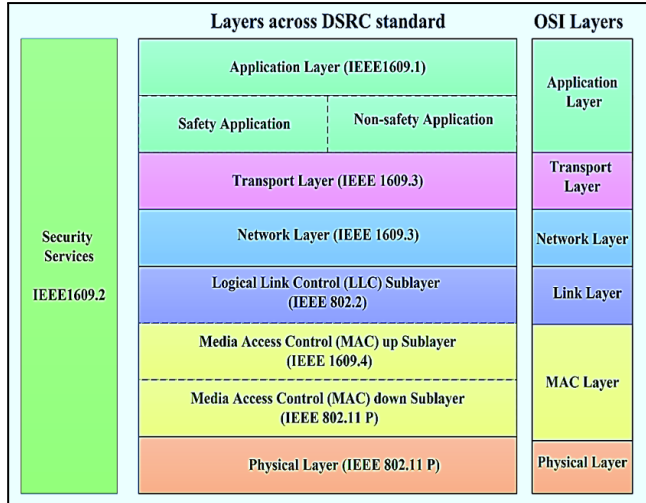 Layers across DSRC standard
OSI Layers
Security
Services
IEEE1609.2
Application Layer (IEEE1609.1)
Safety Application
Non-safety Application
Transport Layer (IEEE 1609.3)
Network Layer (IEEE 1609.3)
Logical Link Control (LLC) Sublayer
(IEEE 802.2)
Media Access Control (MAC) up Sublayer
(IEEE 1609.4)
Media Access Control (MAC) down Sublayer
(IEEE 802.11 P)
Physical Layer (IEEE 802.11 P)
Application
Layer
Transport
Layer
Network Layer
Link Layer
MAC Layer
Physical Layer